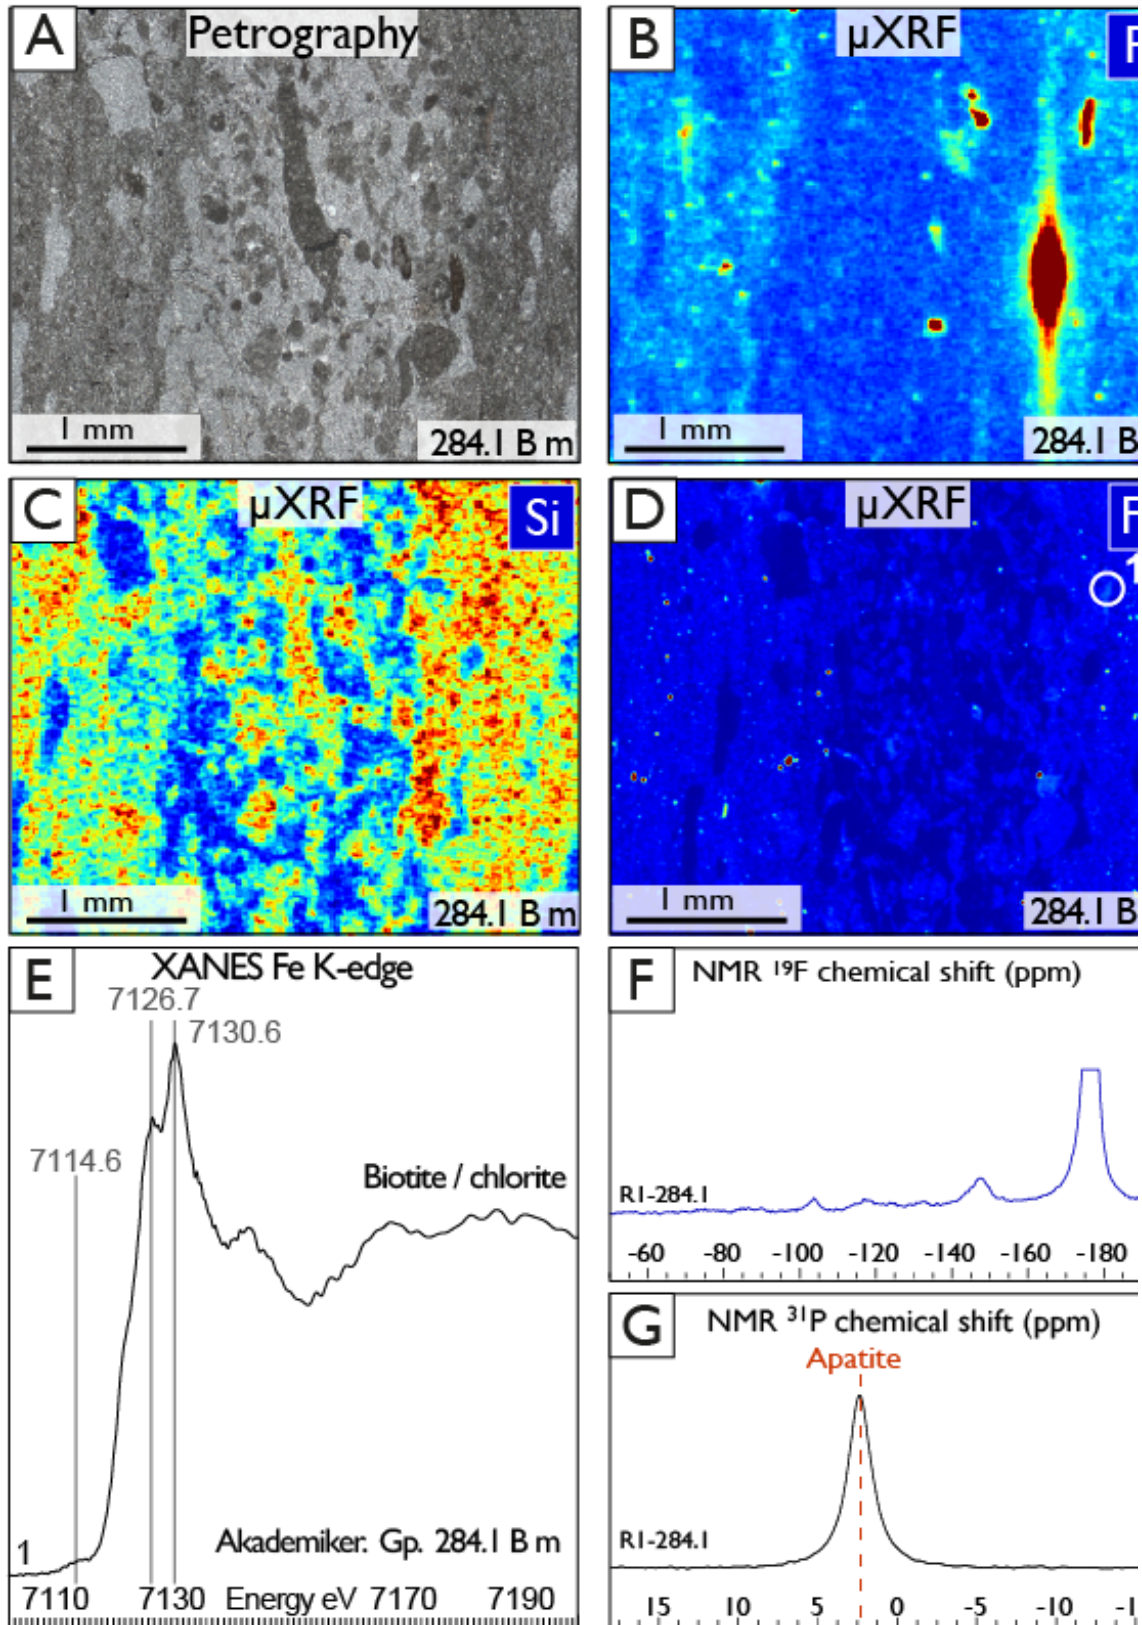 A
Petrography
1 mm
284.1 B m
B
µXRF
P
1 mm
284.1 B
C
µXRF
Si
1 mm
284.1 B m
D
µXRF
F
1
1 mm
284.1 B
E
XANES Fe K-edge
7126.7
7130.6
7114.6
Biotite / chlorite
1
Akademiker. Gp. 284.1 B m
7110 7130 Energy eV 7170 7190
F
NMR ¹⁹F chemical shift (ppm)
R1-284.1
-60 -80 -100 -120 -140 -160 -180
G
NMR ³¹P chemical shift (ppm)
Apatite
R1-284.1
15 10 5 0 -5 -10 -1